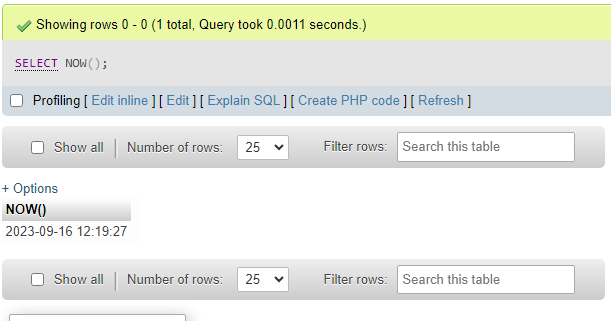 Showing rows 0 - 0 (1 total, Query took 0.0011 seconds.)
SELECT NOW();
Profiling [ Edit inline ] [ Edit ] [ Explain SQL ] [ Create PHP code ] [ Refresh ]
Show all Number of rows: 25 Filter rows: Search this table
+ Options
NOW()
2023-09-16 12:19:27
Show all Number of rows: 25 Filter rows: Search this table